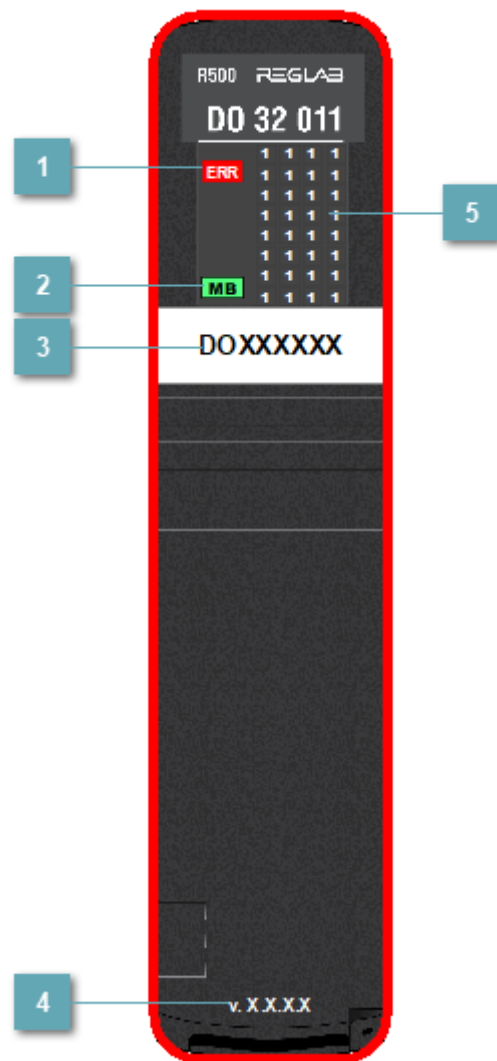 R500 REGLAB
DO 32 011
1 1 1 1
1 ERR 1 1 1 1
1 1 1 1
1 1 1 1 5
1 1 1 1
1 1 1 1
2 MB 1 1 1 1
1 1 1 1
3 DOXXXXXX
4 v. X.X.X.X